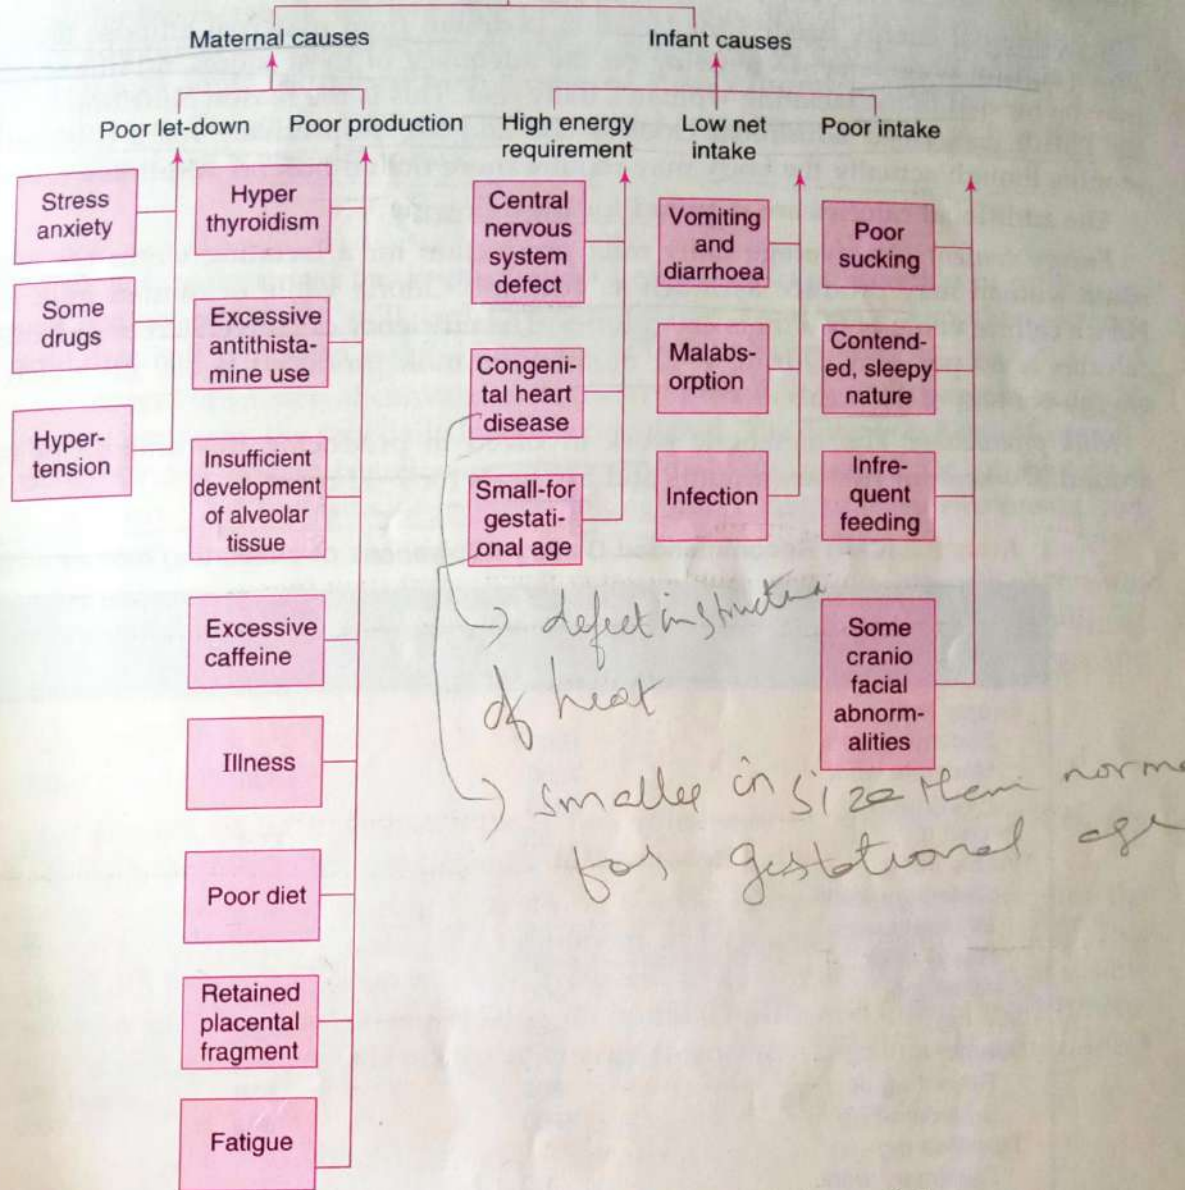 Maternal causes
Infant causes
Poor let-down
Poor production
High energy
requirement
Low net
intake
Poor intake
Stress
anxiety
Some
drugs
Hyper-
tension
Hyper
thyroidism
Excessive
antithista-
mine use
Insufficient
development
of alveolar
tissue
Excessive
caffeine
Illness
Poor diet
Retained
placental
fragment
Fatigue
Central
nervous
system
defect
Congeni-
tal heart
disease
Small-for
gestati-
onal age
Vomiting
and
diarrhoea
Malabs-
orption
Infection
Poor
sucking
Contend-
ed, sleepy
nature
Infre-
quent
feeding
Some
cranio
facial
abnorm-
alities
defect in
of heat
smaller in size
for gestational age